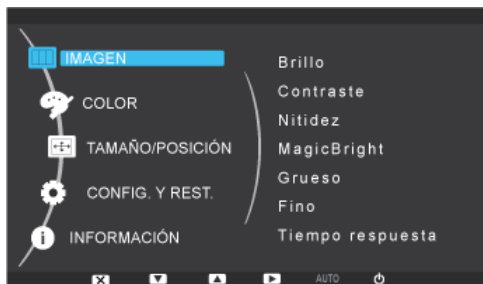 IMAGEN
COLOR
TAMAÑO/POSICIÓN
CONFIG. Y REST.
INFORMACIÓN
Brillo
Contraste
Nitidez
MagicBright
Grueso
Fino
Tiempo respuesta
AUTO